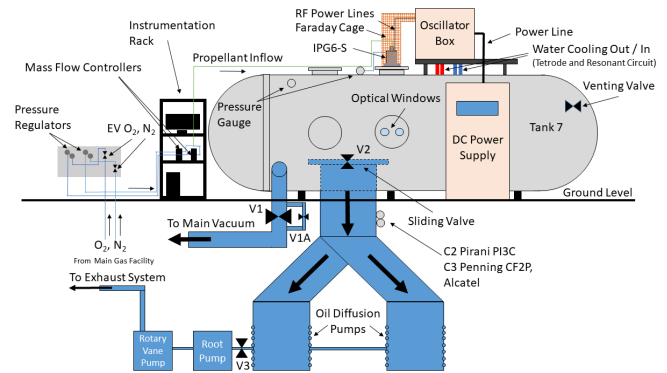 Instrumentation
Rack
RF Power Lines
Faraday Cage
IPG6-S
Oscillator
Box
Power Line
Water Cooling Out / In
(Tetrode and Resonant Circuit)
Propellant Inflow
Mass Flow Controllers
Pressure
Regulators
EV O₂, N₂
Pressure
Gauge
Optical Windows
Venting Valve
Tank 7
DC Power
Supply
V2
Ground Level
Sliding Valve
V1
V1A
To Main Vacuum
O₂, N₂
From Main Gas Facility
C2 Pirani PI3C
C3 Penning CF2P,
Alcatel
To Exhaust System
Oil Diffusion
Pumps
Rotary
Vane
Pump
Root
Pump
V3